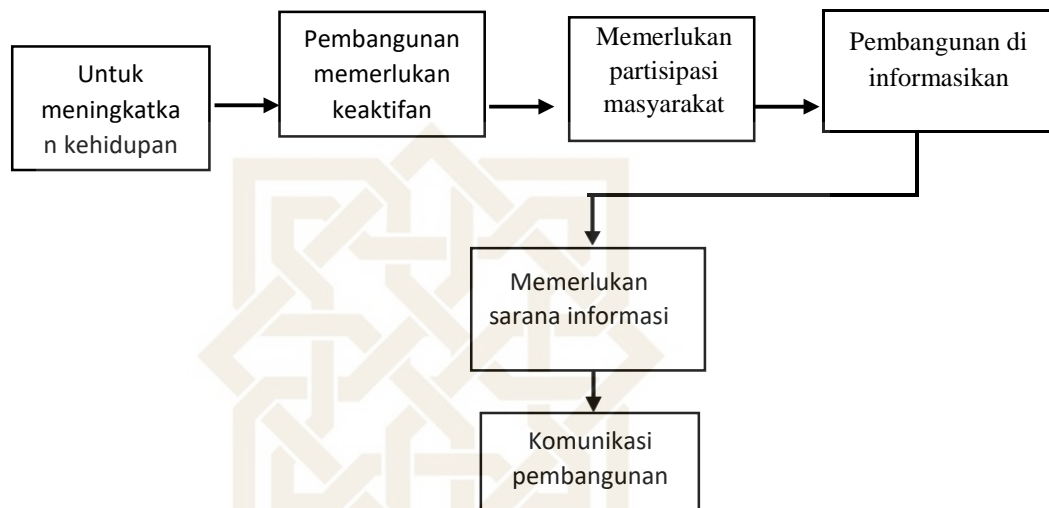 Untuk
meningkatka
n kehidupan
Pembangunan
memerlukan
keaktifan
Memerlukan
partisipasi
masyarakat
Pembangunan di
informasikan
Memerlukan
sarana informasi
Komunikasi
pembangunan